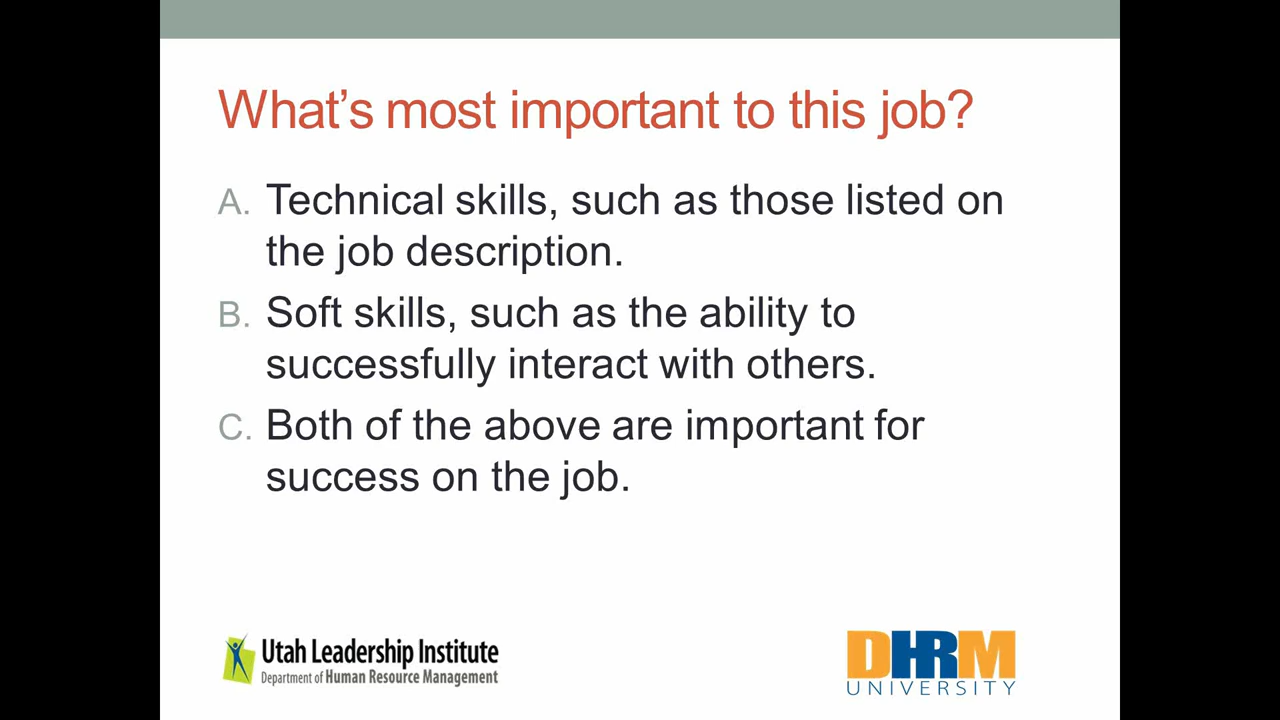 What’s most important to this job?
A. Technical skills, such as those listed on
the job description.
B. Soft skills, such as the ability to
successfully interact with others.
C. Both of the above are important for
success on the job.
Utah Leadership Institute
Department of Human Resource Management
DHRM
UNIVERSITY